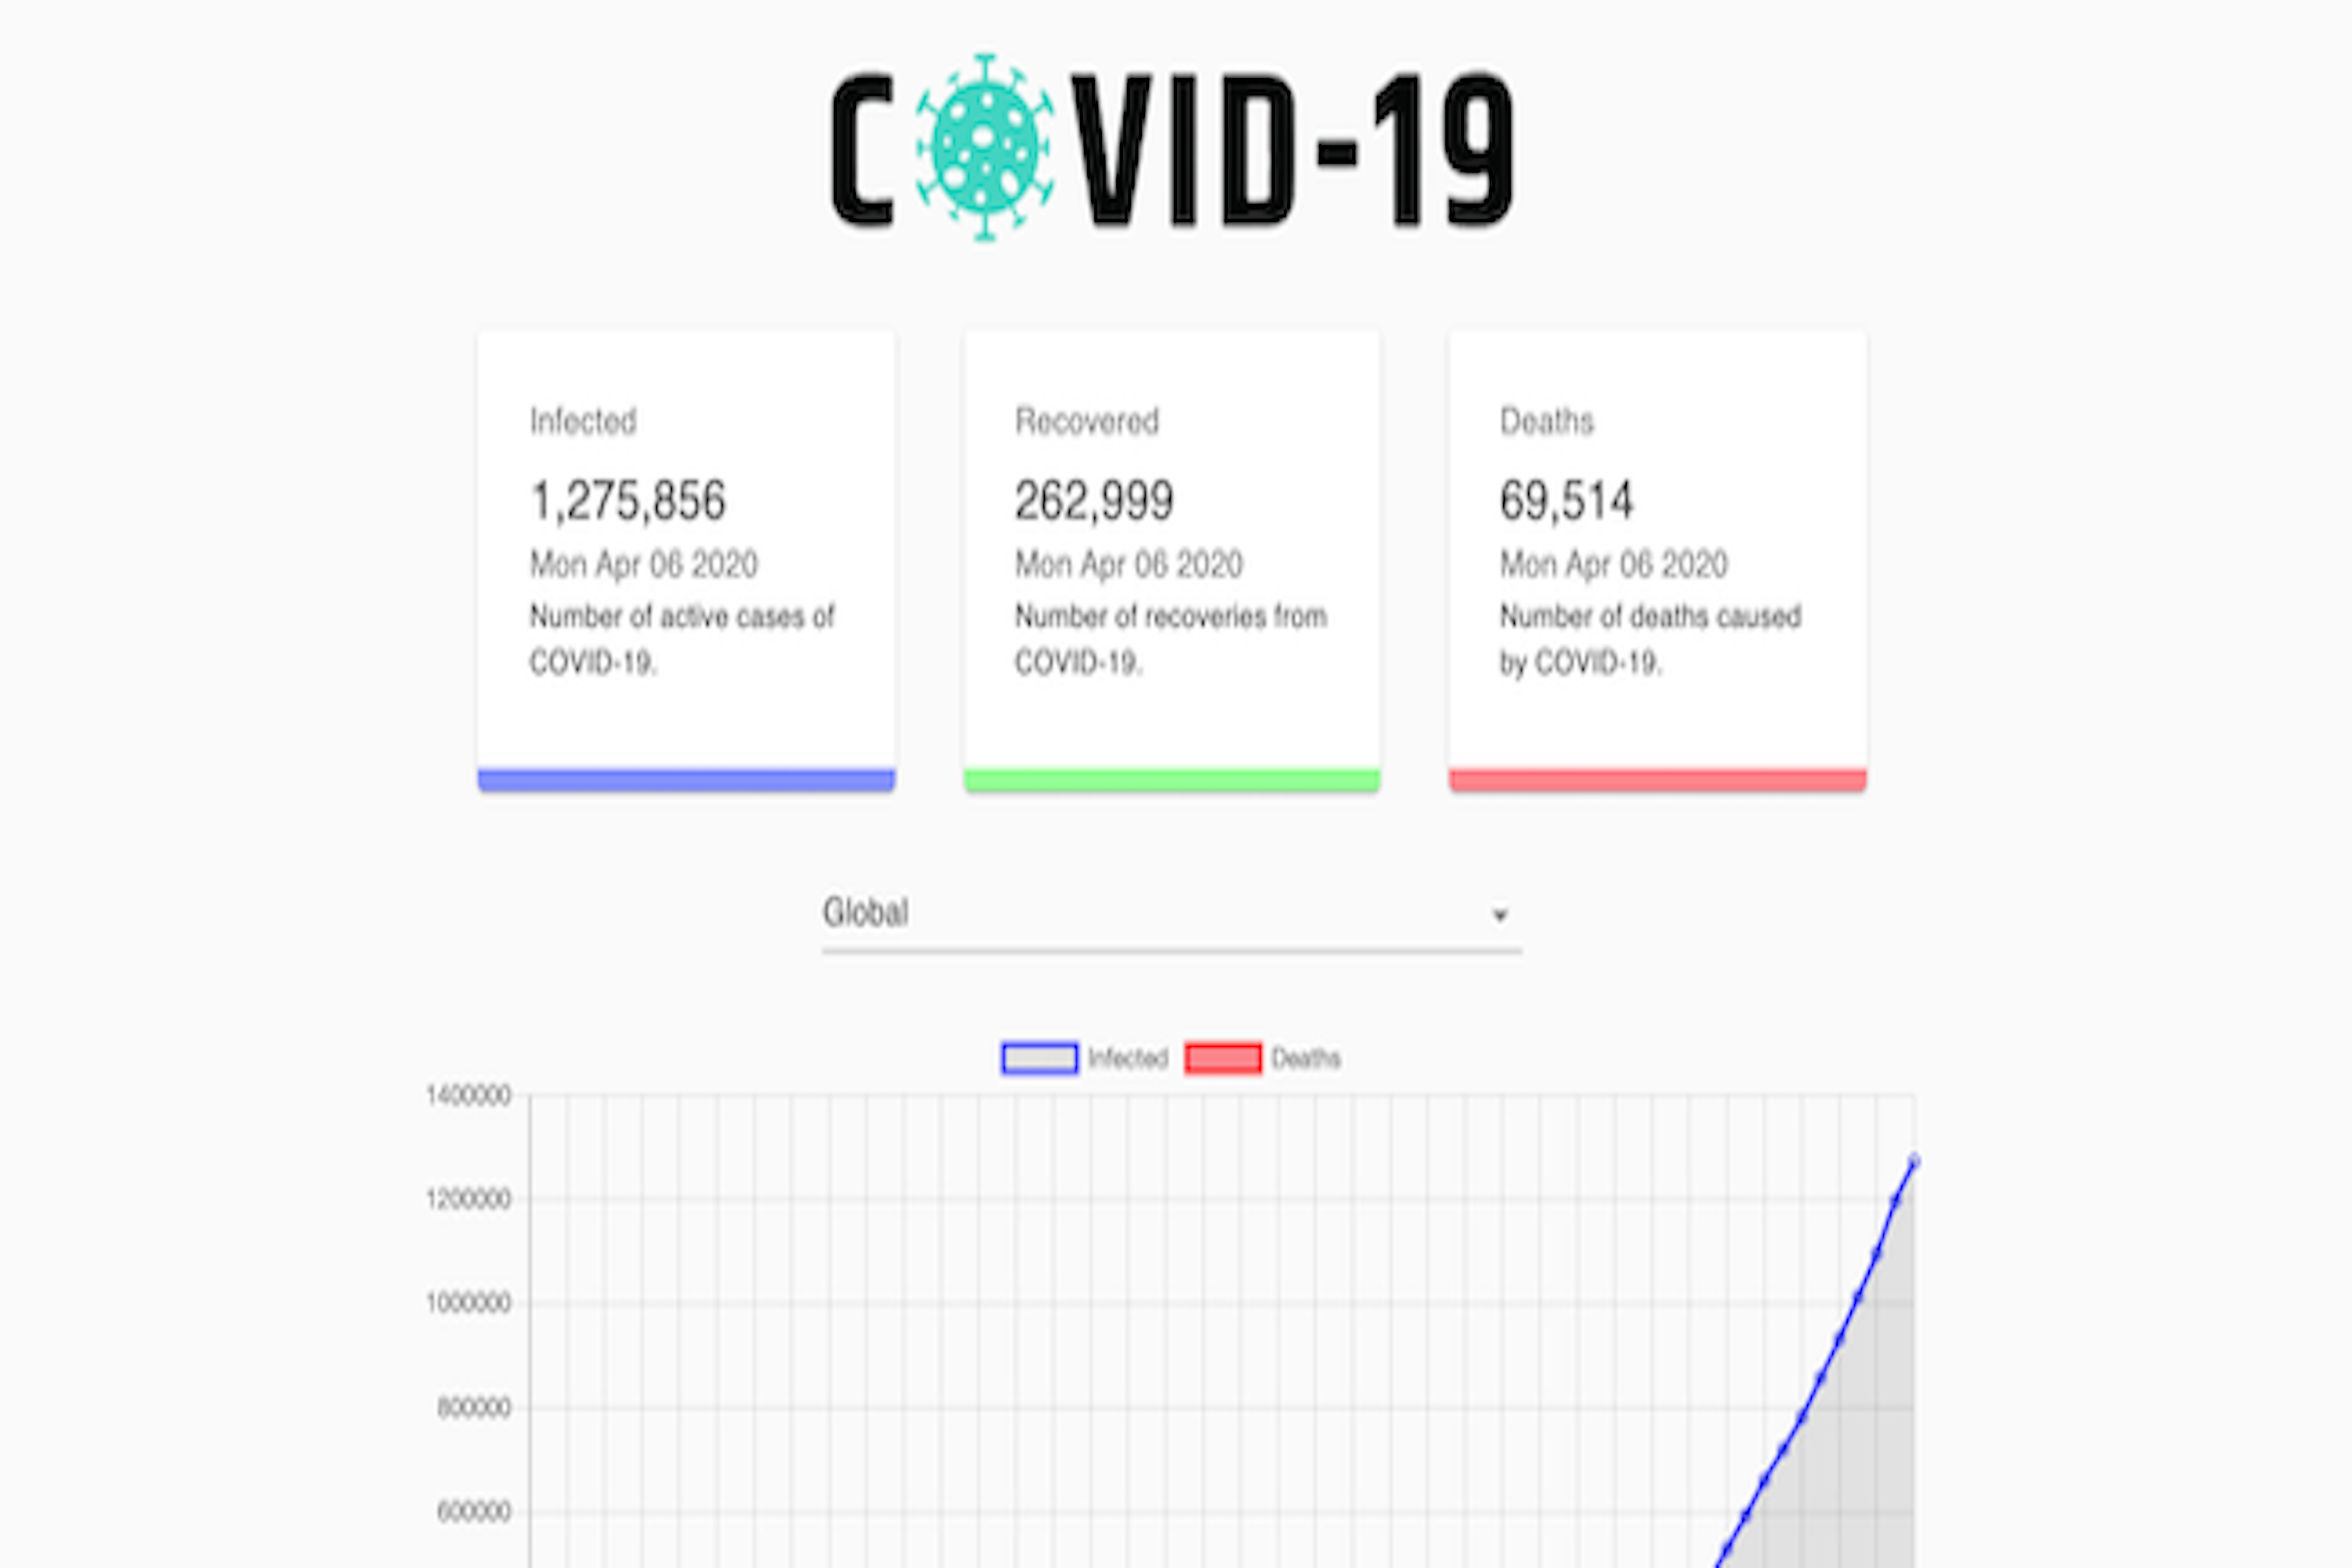 COVID-19
Infected
1,275,856
Mon Apr 06 2020
Number of active cases of
COVID-19.
Recovered
262,999
Mon Apr 06 2020
Number of recoveries from
COVID-19.
Deaths
69,514
Mon Apr 06 2020
Number of deaths caused
by COVID-19.
Global
Infected Deaths
1400000
1200000
1000000
800000
600000